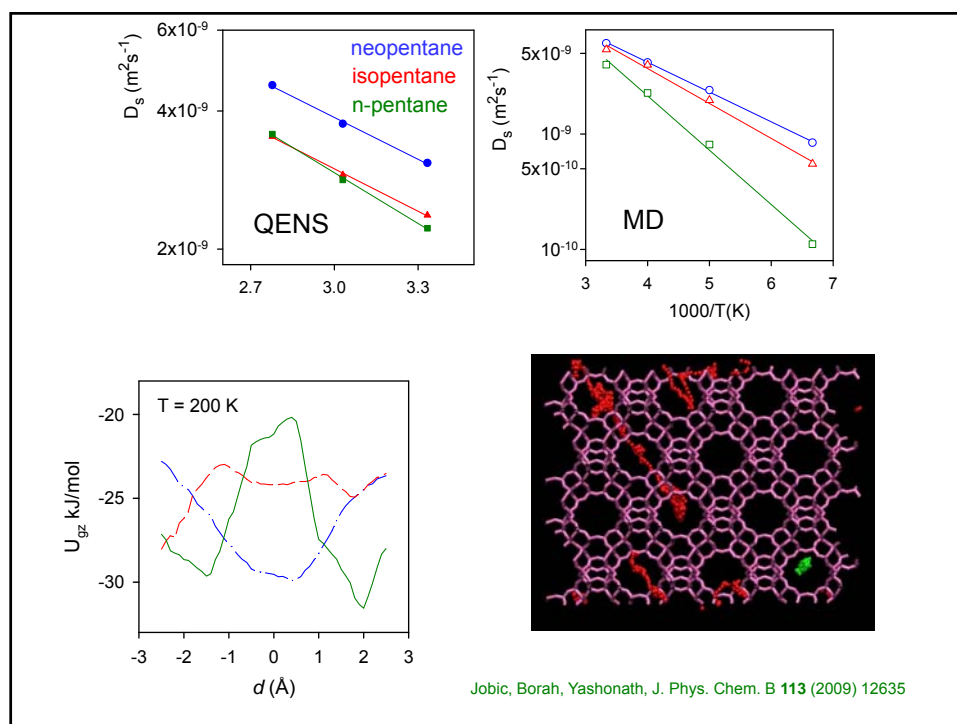 6x10-9
4x10-9
2x10-9
Ds (m2s-1)
neopentane
isopentane
n-pentane
QENS
2.7 3.0 3.3
5x10-9
10-9
5x10-10
10-10
Ds (m2s-1)
MD
3 4 5 6 7
1000/T(K)
T = 200 K
-20
-25
-30
Ugz kJ/mol
-3 -2 -1 0 1 2 3
d (Å)
Jobic, Borah, Yashonath, J. Phys. Chem. B 113 (2009) 12635